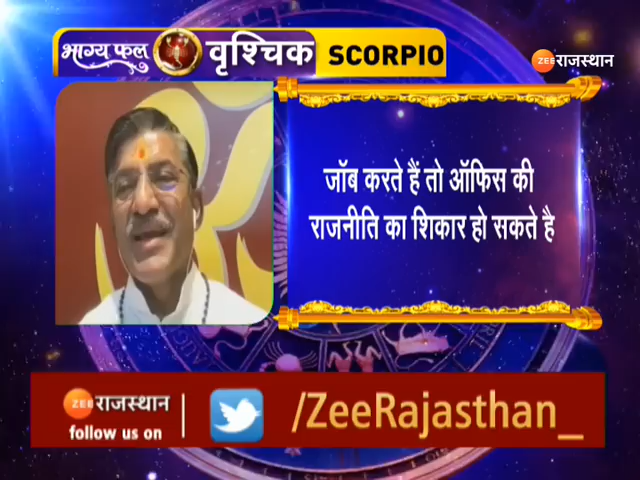 भाग्य फल वृश्चिक SCORPIO
ZEE राजस्थान
जॉब करते हैं तो ऑफिस की
राजनीति का शिकार हो सकते है
ZEE राजस्थान
follow us on
/ZeeRajasthan_